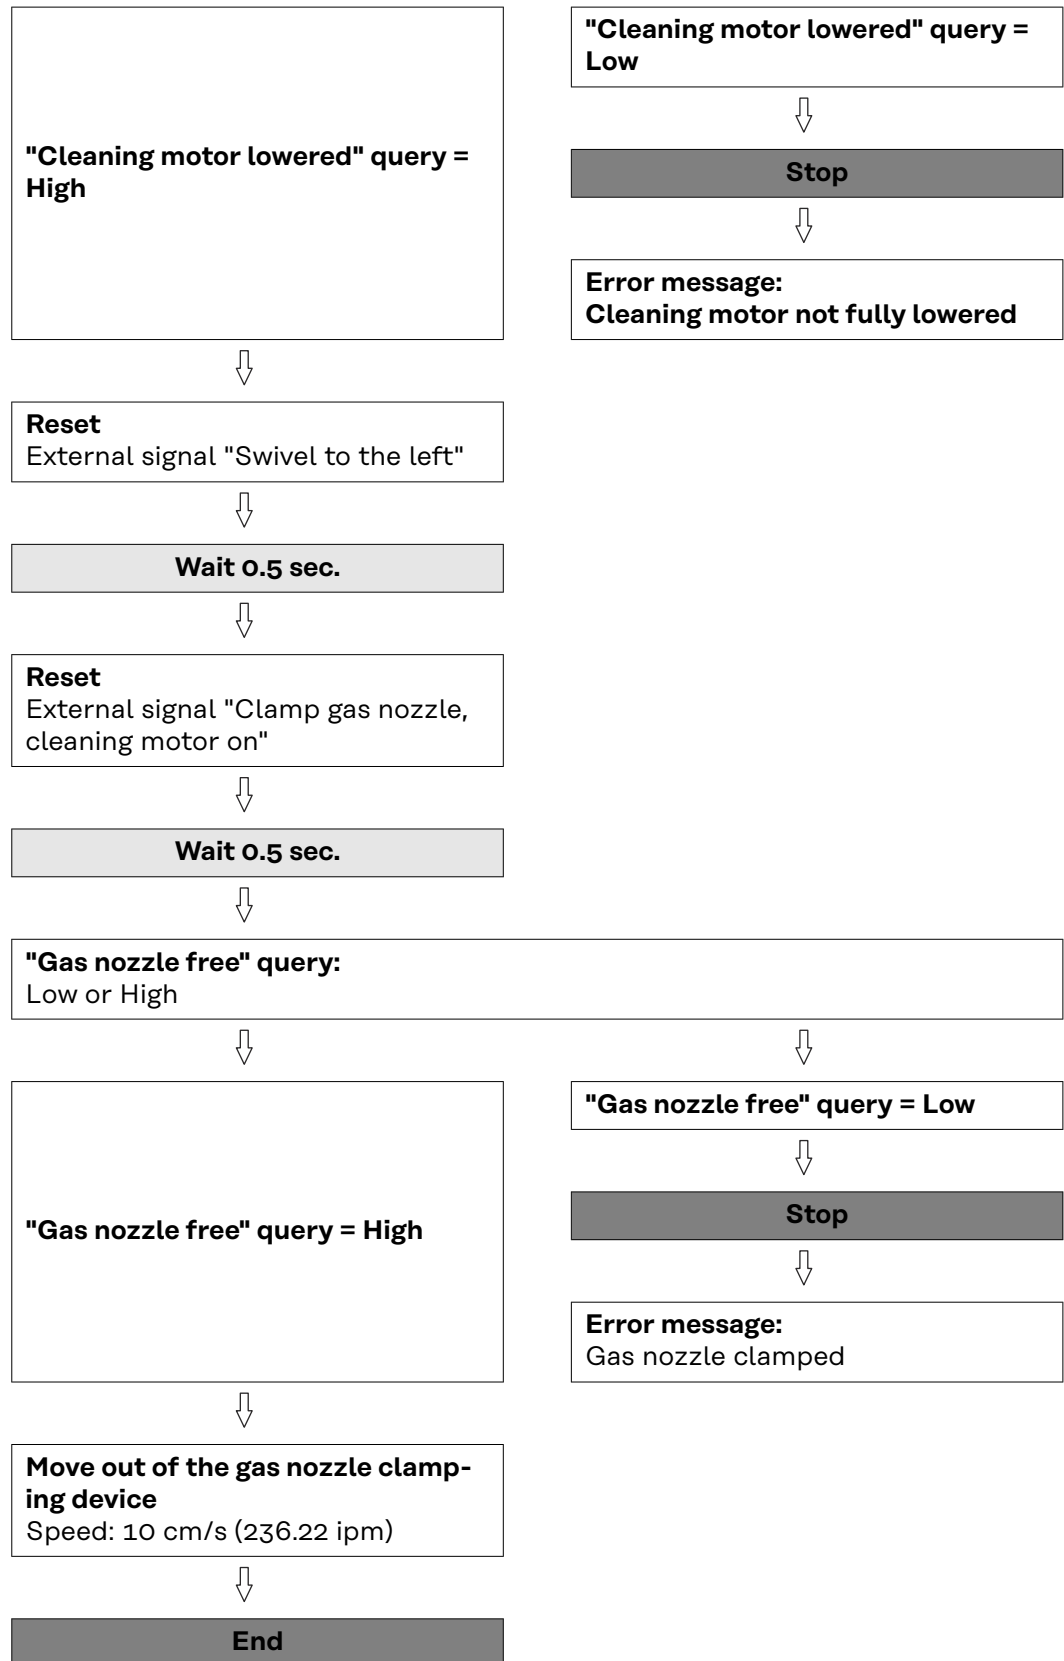 "Cleaning motor lowered" query =
High
"Cleaning motor lowered" query =
Low
Stop
Error message:
Cleaning motor not fully lowered
Reset
External signal "Swivel to the left"
Wait 0.5 sec.
Reset
External signal "Clamp gas nozzle,
cleaning motor on"
Wait 0.5 sec.
"Gas nozzle free" query:
Low or High
"Gas nozzle free" query = High
"Gas nozzle free" query = Low
Stop
Error message:
Gas nozzle clamped
Move out of the gas nozzle clamp-
ing device
Speed: 10 cm/s (236.22 ipm)
End